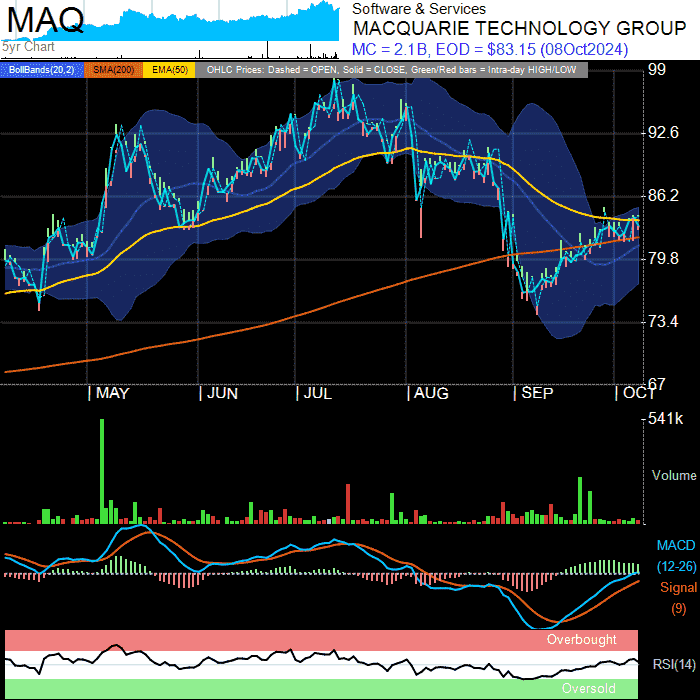 MAQ
Software & Services
MACQUARIE TECHNOLOGY GROUP
MC = 2.1B, EOD = $83.15 (08Oct2024)
5yr Chart
BollBands(20,2) SMA(200) EMA(50) OHLC Prices: Dashed = OPEN, Solid = CLOSE, Green/Red bars = Intra-day HIGH/LOW
99
92.6
86.2
79.8
73.4
67
| MAY | JUN | JUL | AUG | SEP | OCT
541k
Volume
MACD
(12-26)
Signal
(9)
Overbought
RSI(14)
Oversold